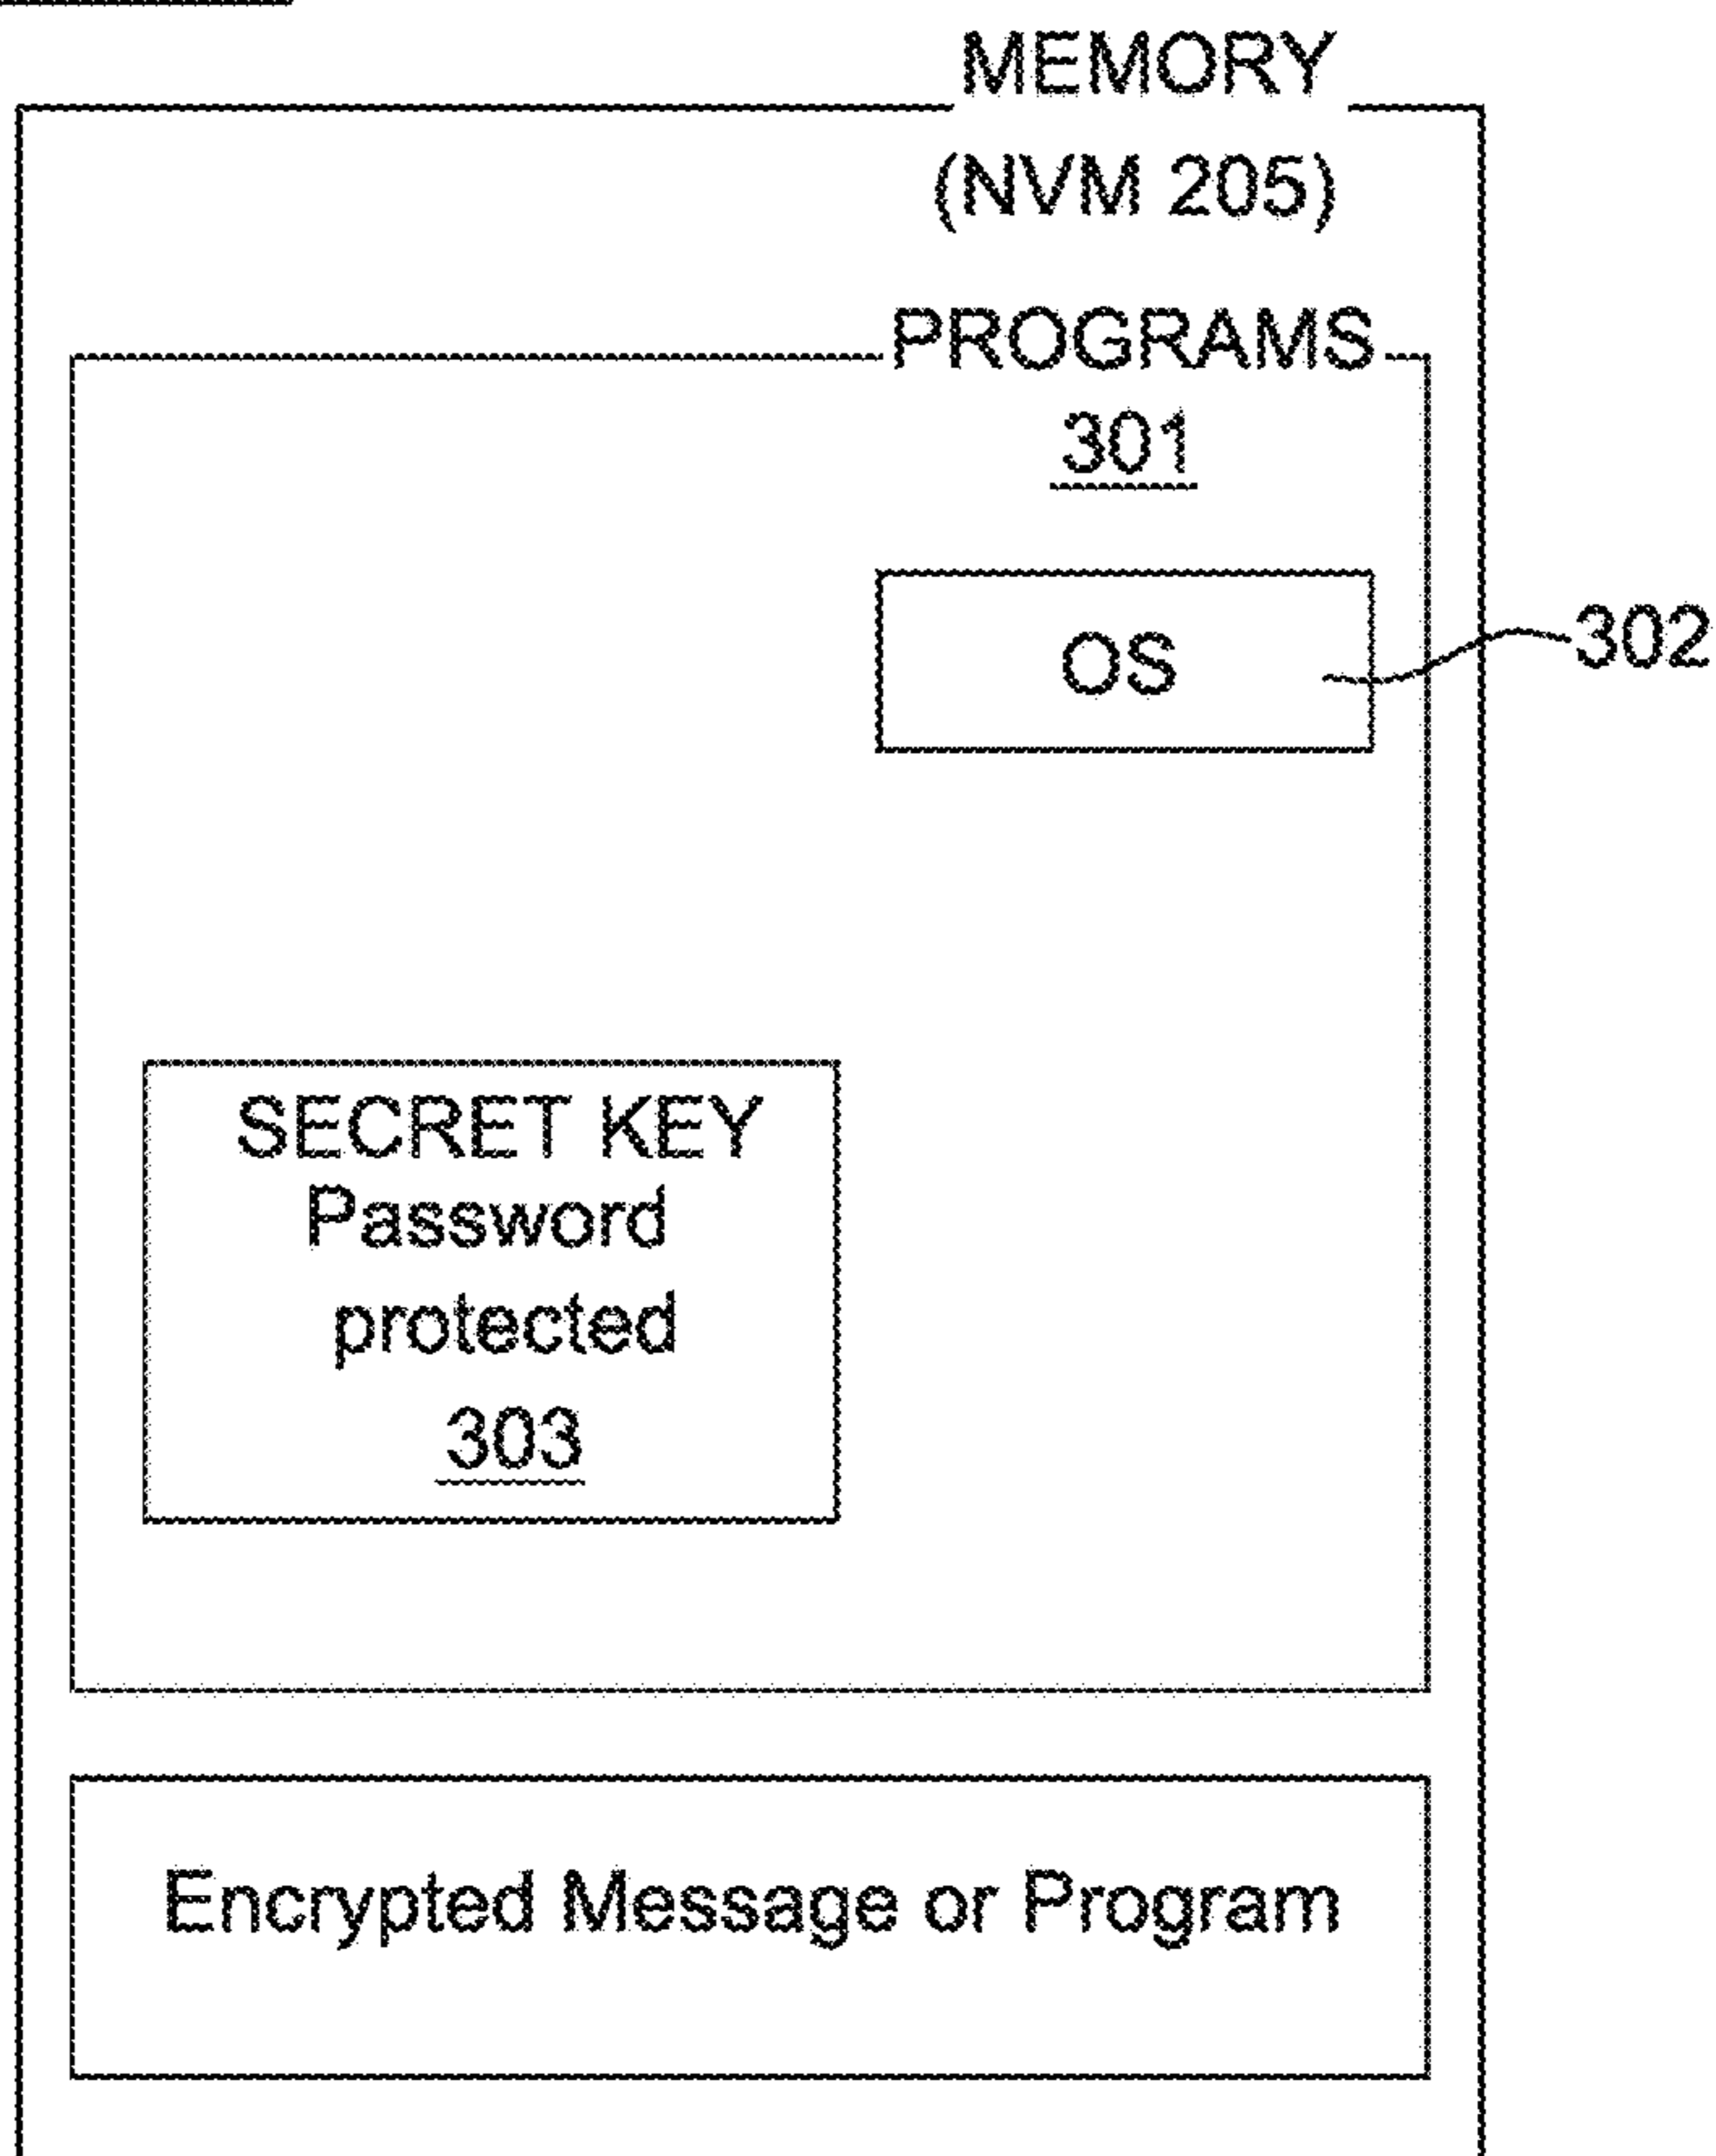 MEMORY
(NVM 205)
PROGRAMS
301
OS
302
SECRET KEY
Password
protected
303
Encrypted Message or Program